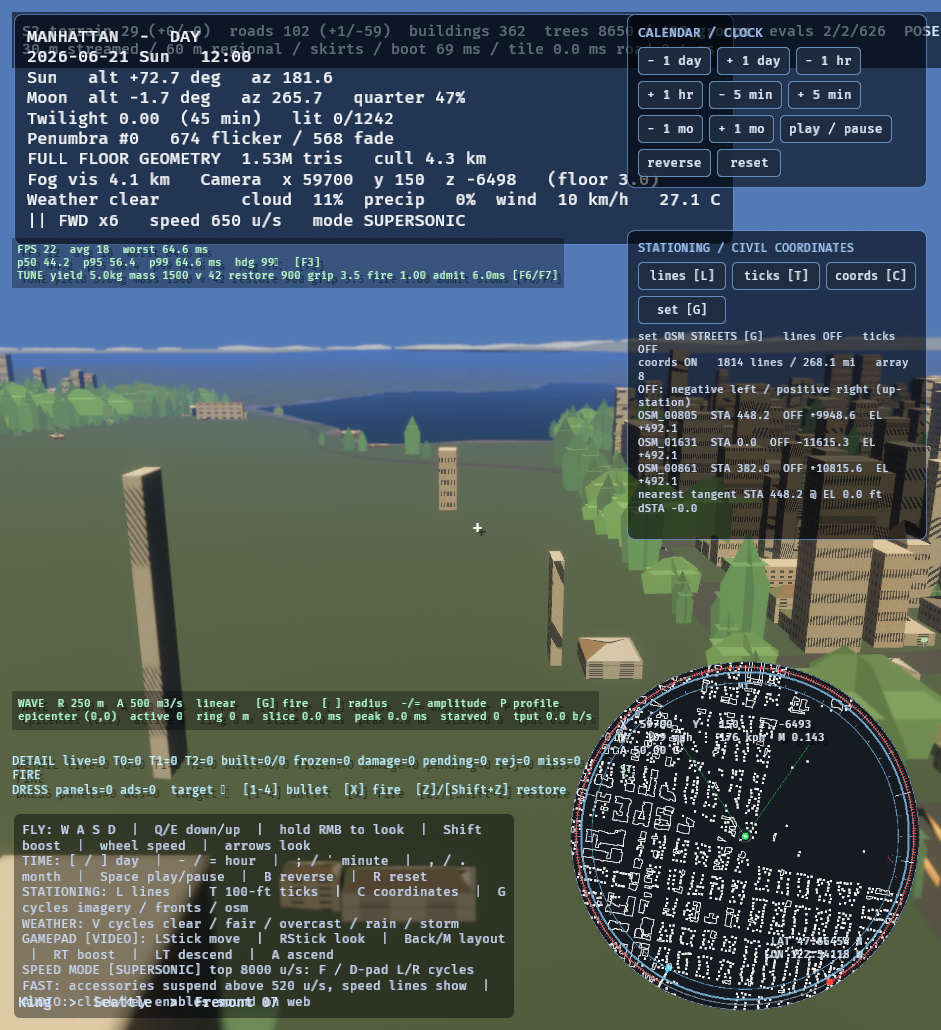 MANHATTAN - DAY
2026-06-21 Sun 12:00
Sun alt +72.7 deg az 181.6
Moon alt -1.7 deg az 265.7 quarter 47%
Twilight 0.00 (45 min) lit 0/1242
Penumbra #0 674 flicker / 568 fade
FULL FLOOR GEOMETRY 1.53M tris cull 4.3 km
Fog vis 4.1 km Camera x 59700 y 150 z -6498 (floor 3.0)
Weather clear cloud 11% precip 0% wind 10 km/h 27.1 C
|| FWD x6 speed 650 u/s mode SUPERSONIC
FPS 22 avg 18 worst 64.6 ms
p50 44.2 p95 56.4 p99 64.6 ms hdg 99 [F3]
TUNE yield 5.0kg mass 1500 v 42 restore 900 grip 3.5 fire 1.00 admit 6.0ms [F6/F7]
CALENDAR / CLOCK
- 1 day + 1 day - 1 hr
+ 1 hr - 5 min + 5 min
- 1 mo + 1 mo play / pause
reverse reset
STATIONING / CIVIL COORDINATES
lines [L] ticks [T] coords [C]
set [G]
set OSM STREETS [G] lines OFF ticks
OFF
coords ON 1814 lines / 268.1 mi array
8
OFF: negative left / positive right (up-
station)
OSM_00805 STA 448.2 OFF +9948.6 EL
+492.1
OSM_01631 STA 0.0 OFF -11615.3 EL
+492.1
OSM_00861 STA 382.0 OFF +10815.6 EL
+492.1
nearest tangent STA 448.2 @ EL 0.0 ft
dSTA -0.0
WAVE R 250 m A 500 m3/s linear [G] fire [ ] radius -/= amplitude P profile
epicenter (0,0) active 0 ring 0 m slice 0.0 ms peak 0.0 ms starved 0 tput 0.0 b/s
DETAIL live=0 T0=0 T1=0 T2=0 built=0/0 frozen=0 damage=0 pending=0 rej=0 miss=0
FIRE
DRESS panels=0 ads=0 target [1-4] bullet [X] fire [Z]/[Shift+Z] restore
FLY: W A S D | Q/E down/up | hold RMB to look | Shift
boost | wheel speed | arrows look
TIME: [ / ] day | - / = hour | ; / ' minute | , / .
month | Space play/pause | B reverse | R reset
STATIONING: L lines | T 100-ft ticks | C coordinates | G
cycles imagery / fronts / osm
WEATHER: V cycles clear / fair / overcast / rain / storm
GAMEPAD [VIDEO]: LStick move | RStick look | Back/M layout
| RT boost | LT descend | A cycles
SPEED MODE [SUPERSONIC] top 8000 u/s: F / D-pad L/R cycles
FAST: accessories suspend above 520 u/s, speed lines show |
King > Seattle > Fremont 07